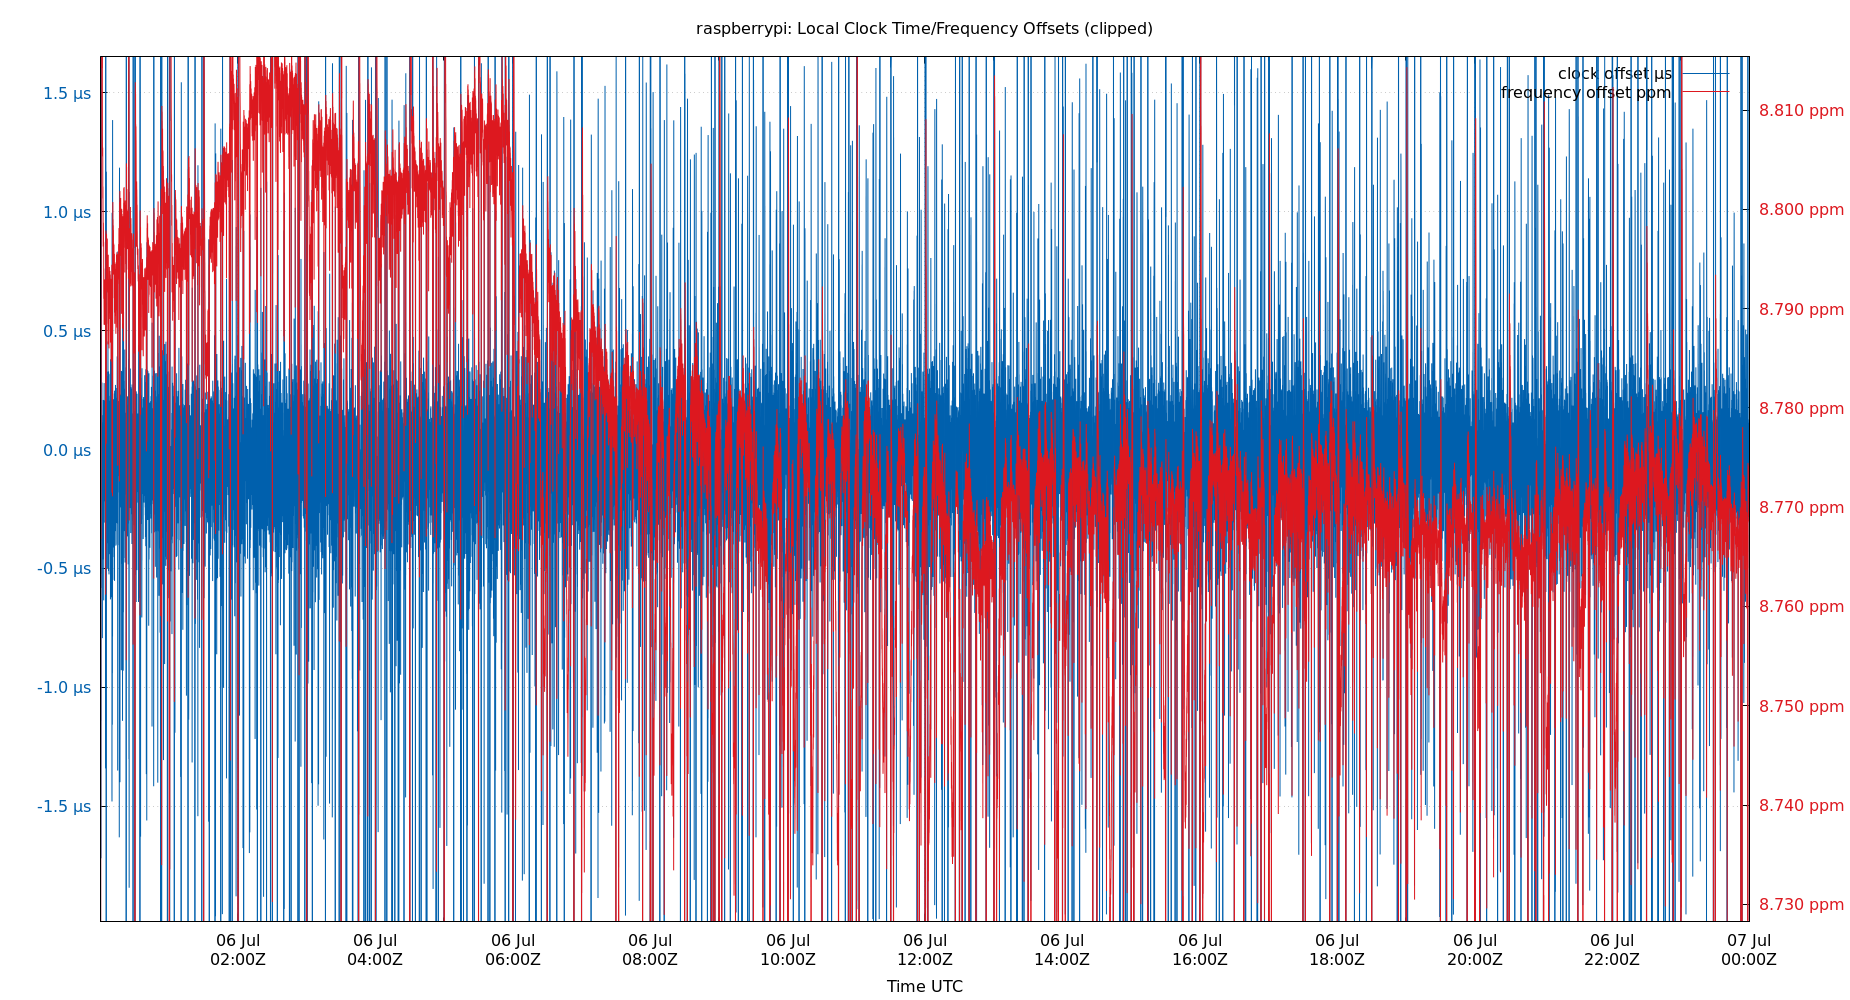 raspberrypi: Local Clock Time/Frequency Offsets (clipped)
clock offset µs
frequency offset ppm
1.5 µs
1.0 µs
0.5 µs
0.0 µs
-0.5 µs
-1.0 µs
-1.5 µs
8.810 ppm
8.800 ppm
8.790 ppm
8.780 ppm
8.770 ppm
8.760 ppm
8.750 ppm
8.740 ppm
8.730 ppm
06 Jul 06 Jul 06 Jul 06 Jul 06 Jul 06 Jul 06 Jul 06 Jul 06 Jul 06 Jul 06 Jul 07 Jul
02:00Z 04:00Z 06:00Z 08:00Z 10:00Z 12:00Z 14:00Z 16:00Z 18:00Z 20:00Z 22:00Z 00:00Z
Time UTC